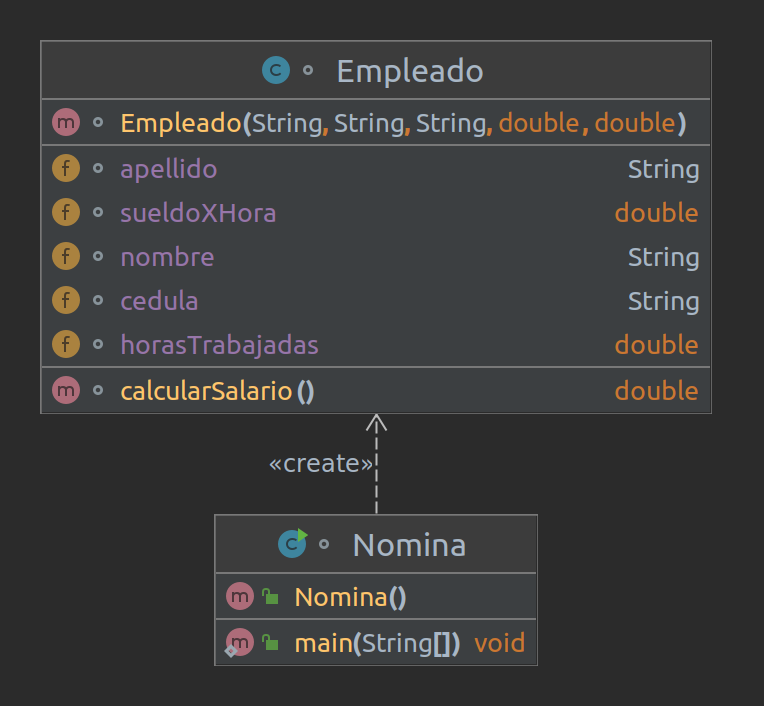 Empleado
Empleado(String, String, String, double, double)
apellido String
sueldoXHora double
nombre String
cedula String
horasTrabajadas double
calcularSalario() double
«create»
Nomina
Nomina()
main(String[]) void